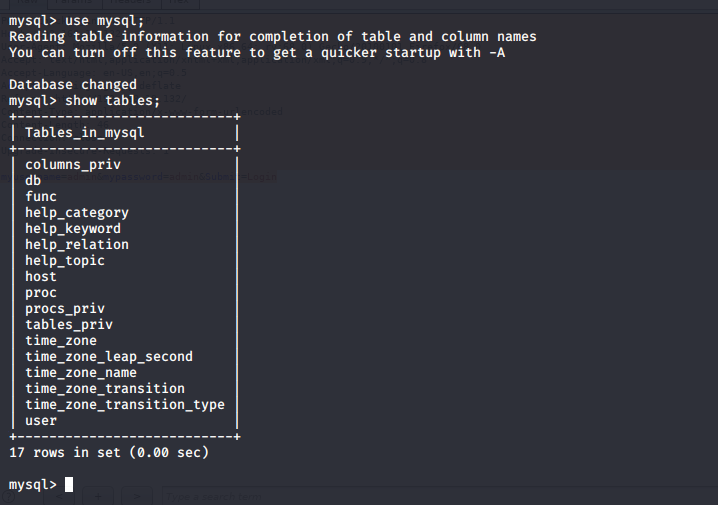 mysql> use mysql;
Reading table information for completion of table and column names
You can turn off this feature to get a quicker startup with -A
Database changed
mysql> show tables;
+---------------------------+
| Tables_in_mysql |
+---------------------------+
| columns_priv |
| db |
| func |
| help_category |
| help_keyword |
| help_relation |
| help_topic |
| host |
| proc |
| procs_priv |
| tables_priv |
| time_zone |
| time_zone_leap_second |
| time_zone_name |
| time_zone_transition |
| time_zone_transition_type |
| user |
+---------------------------+
17 rows in set (0.00 sec)
mysql>